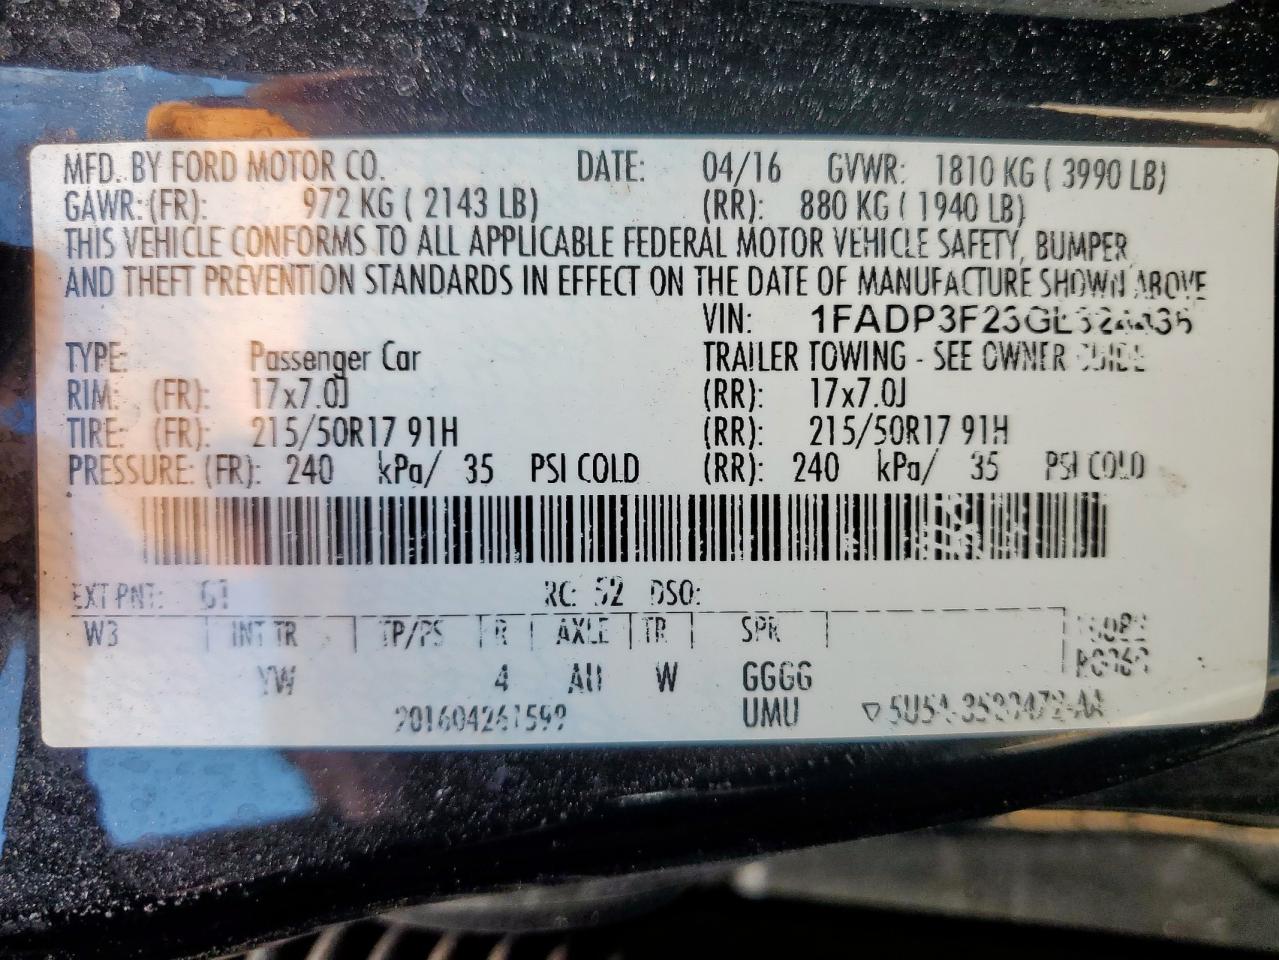 MFD. BY FORD MOTOR CO. DATE: 04/16 GVWR: 1810 KG ( 3990 LB)
GAWR: (FR): 972 KG ( 2143 LB) (RR): 880 KG ( 1940 LB)
THIS VEHICLE CONFORMS TO ALL APPLICABLE FEDERAL MOTOR VEHICLE SAFETY, BUMPER,
AND THEFT PREVENTION STANDARDS IN EFFECT ON THE DATE OF MANUFACTURE SHOWN ABOVE
VIN:
TYPE: Passenger Car TRAILER TOWING - SEE OWNER GUIDE
RIM: (FR): 17x7.0J (RR): 17x7.0J
TIRE: (FR): 215/50R17 91H (RR): 215/50R17 91H
PRESSURE: (FR): 240 kPa/ 35 PSI COLD (RR): 240 kPa/ 35 PSI COLD
EXT PNT: G1 RC: 52 DSO:
W3 INT TR TP/PS R AXLE TR SPR
YW 4 W GGGG
UMU